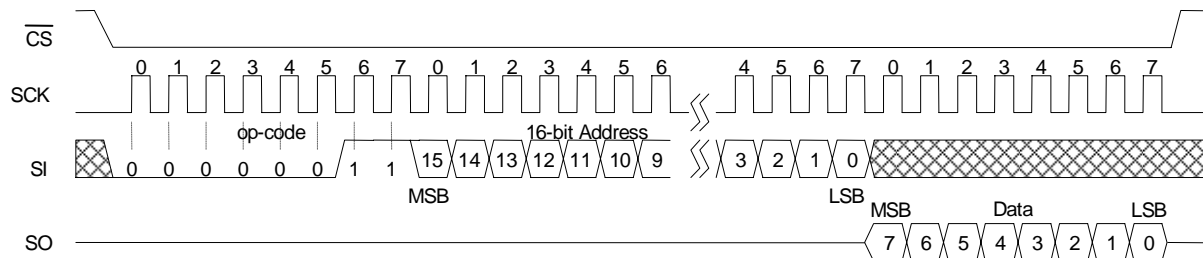 CS
0 1 2 3 4 5 6 7 0 1 2 3 4 5 6 4 5 6 7 0 1 2 3 4 5 6 7
SCK
op-code 16-bit Address
SI 0 0 0 0 0 0 1 1 15 14 13 12 11 10 9 3 2 1 0
MSB LSB
MSB Data LSB
SO 7 6 5 4 3 2 1 0